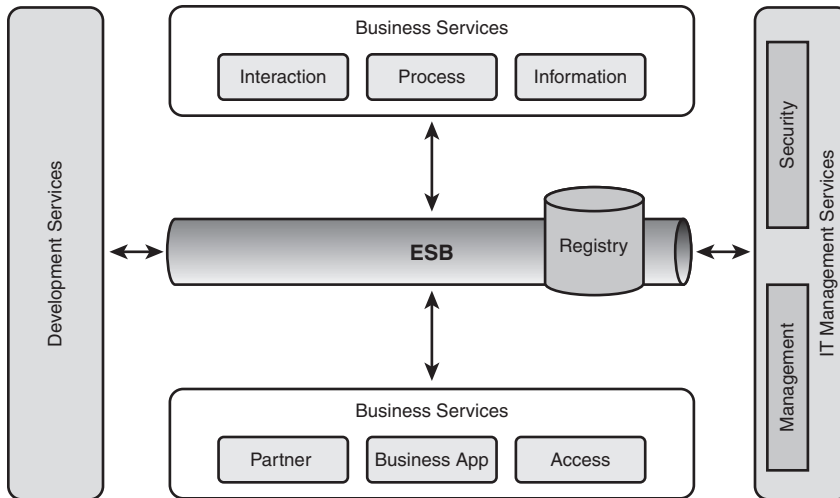 Business Services
Interaction
Process
Information
Development Services
ESB
Registry
Security
IT Management Services
Management
Business Services
Partner
Business App
Access